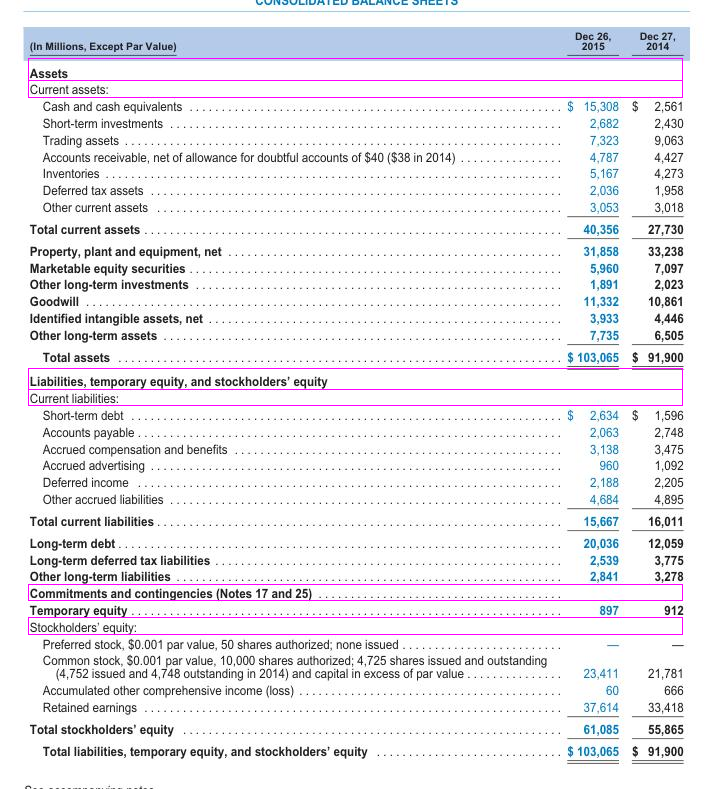 CONSOLIDATED BALANCE SHEETS
(In Millions, Except Par Value) Dec 26, 2015 Dec 27, 2014
Assets
Current assets:
Cash and cash equivalents $ 15,308 $ 2,561
Short-term investments 2,682 2,430
Trading assets 7,323 9,063
Accounts receivable, net of allowance for doubtful accounts of $40 ($38 in 2014) 4,787 4,427
Inventories 5,167 4,273
Deferred tax assets 2,036 1,958
Other current assets 3,053 3,018
Total current assets 40,356 27,730
Property, plant and equipment, net 31,858 33,238
Marketable equity securities 5,960 7,097
Other long-term investments 1,891 2,023
Goodwill 11,332 10,861
Identified intangible assets, net 3,933 4,446
Other long-term assets 7,735 6,505
Total assets $ 103,065 $ 91,900
Liabilities, temporary equity, and stockholders' equity
Current liabilities:
Short-term debt $ 2,634 $ 1,596
Accounts payable 2,063 2,748
Accrued compensation and benefits 3,138 3,475
Accrued advertising 960 1,092
Deferred income 2,188 2,205
Other accrued liabilities 4,684 4,895
Total current liabilities 15,667 16,011
Long-term debt 20,036 12,059
Long-term deferred tax liabilities 2,539 3,775
Other long-term liabilities 2,841 3,278
Commitments and contingencies (Notes 17 and 25)
Temporary equity 897 912
Stockholders' equity:
Preferred stock, $0.001 par value, 50 shares authorized; none issued — —
Common stock, $0.001 par value, 10,000 shares authorized; 4,725 shares issued and outstanding
(4,752 issued and 4,748 outstanding in 2014) and capital in excess of par value 23,411 21,781
Accumulated other comprehensive income (loss) 60 666
Retained earnings 37,614 33,418
Total stockholders' equity 61,085 55,865
Total liabilities, temporary equity, and stockholders' equity $ 103,065 $ 91,900
See accompanying notes.